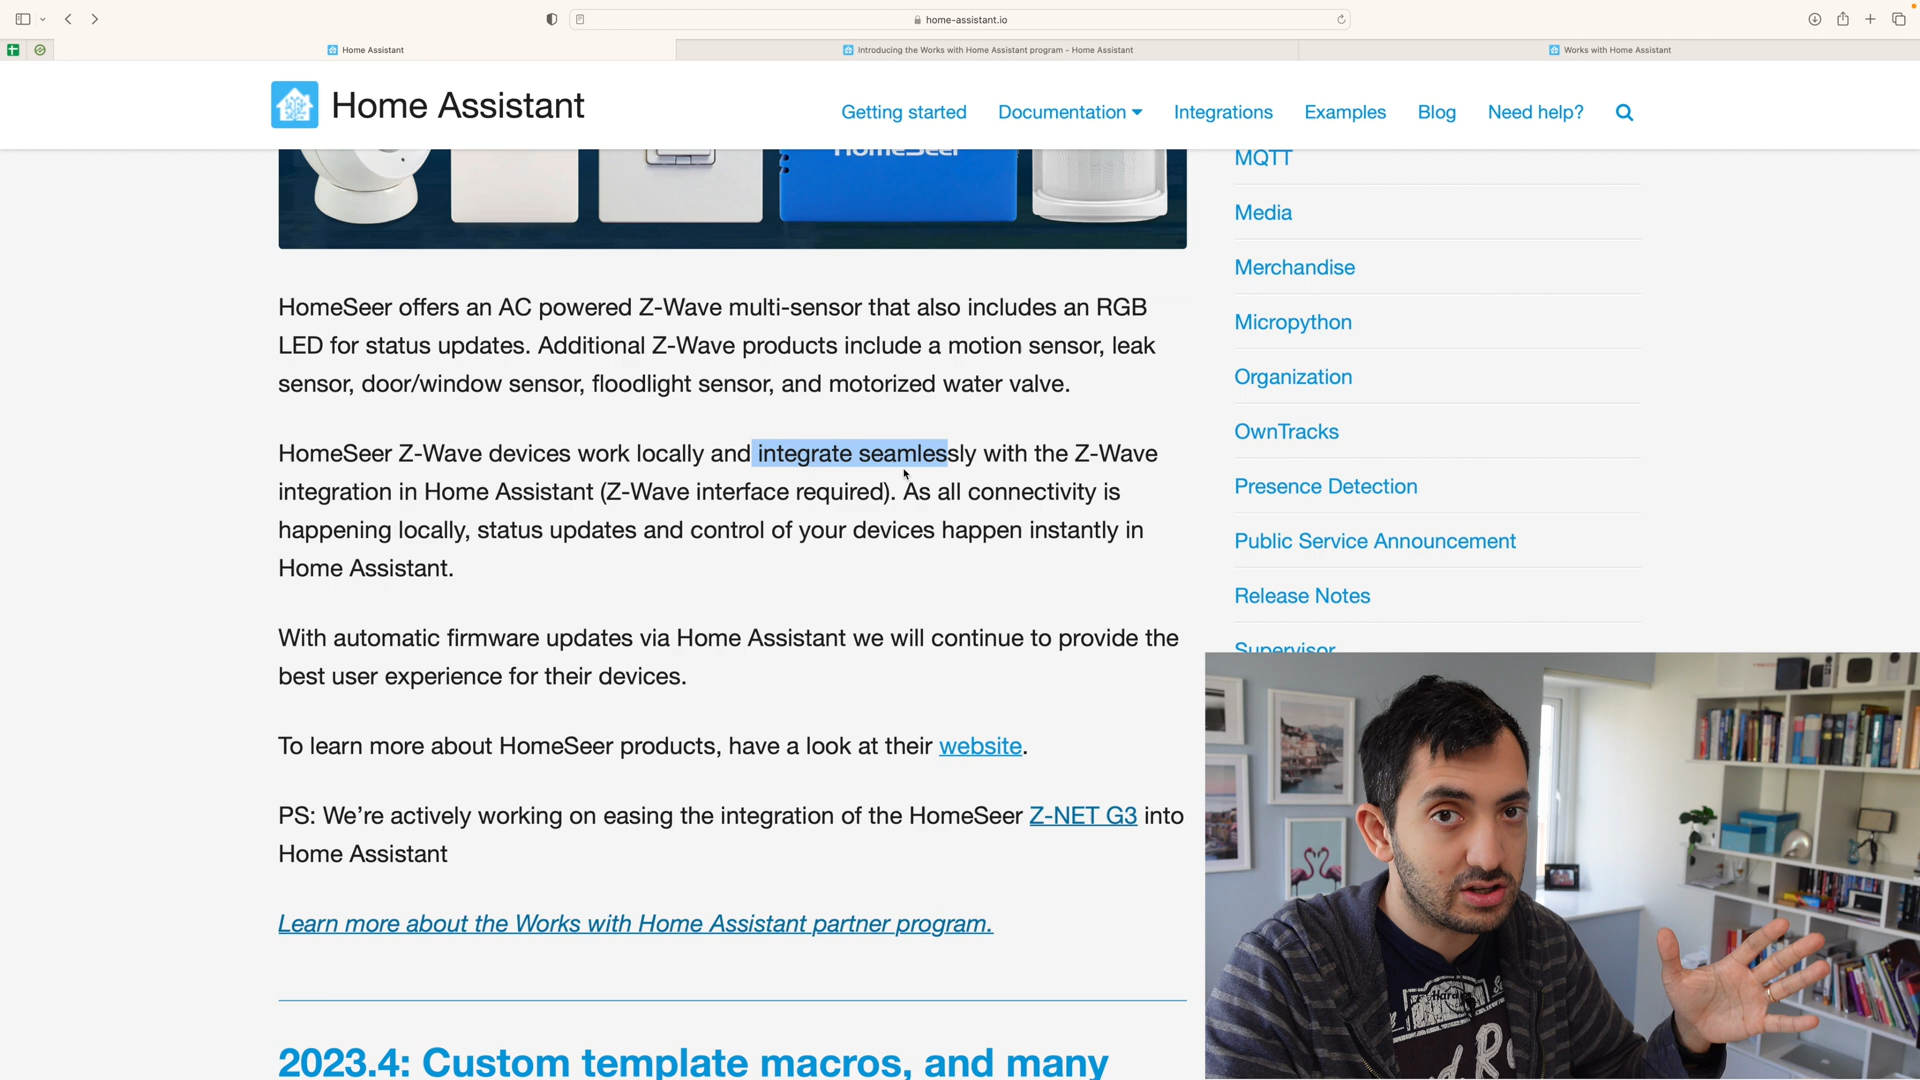 home-assistant.io
Home Assistant
Introducing the Works with Home Assistant program - Home Assistant
Works with Home Assistant
Home Assistant
Getting started
Documentation
Integrations
Examples
Blog
Need help?
HomeSeer
HomeSeer offers an AC powered Z-Wave multi-sensor that also includes an RGB
LED for status updates. Additional Z-Wave products include a motion sensor, leak
sensor, door/window sensor, floodlight sensor, and motorized water valve.
HomeSeer Z-Wave devices work locally and integrate seamlessly with the Z-Wave
integration in Home Assistant (Z-Wave interface required). As all connectivity is
happening locally, status updates and control of your devices happen instantly in
Home Assistant.
With automatic firmware updates via Home Assistant we will continue to provide the
best user experience for their devices.
To learn more about HomeSeer products, have a look at their website.
PS: We’re actively working on easing the integration of the HomeSeer Z-NET G3 into
Home Assistant
Learn more about the Works with Home Assistant partner program.
2023.4: Custom template macros, and many
MQTT
Media
Merchandise
Micropython
Organization
OwnTracks
Presence Detection
Public Service Announcement
Release Notes
Supervisor